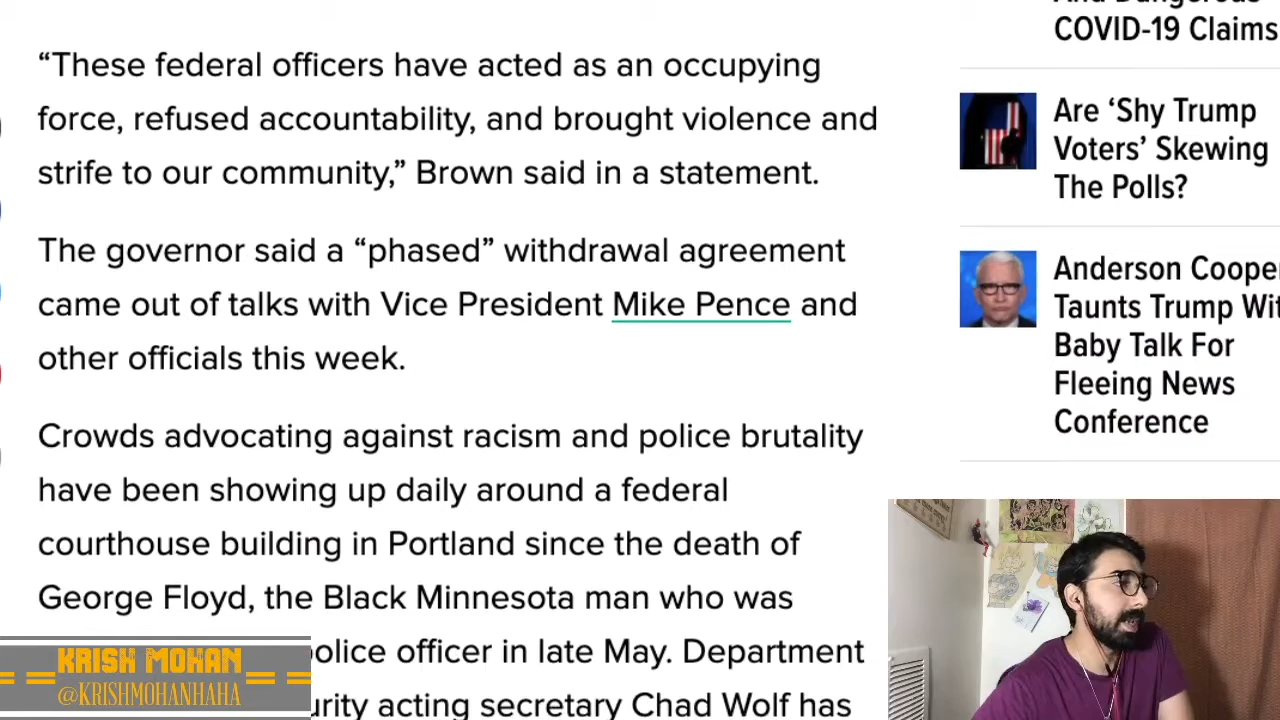 “These federal officers have acted as an occupying
force, refused accountability, and brought violence and
strife to our community,” Brown said in a statement.
The governor said a “phased” withdrawal agreement
came out of talks with Vice President Mike Pence and
other officials this week.
Crowds advocating against racism and police brutality
have been showing up daily around a federal
courthouse building in Portland since the death of
George Floyd, the Black Minnesota man who was
police officer in late May. Department
urity acting secretary Chad Wolf has
COVID-19 Claims
Are ‘Shy Trump
Voters’ Skewing
The Polls?
Anderson Cooper
Taunts Trump Wit
Baby Talk For
Fleeing News
Conference
KRISH MOHAN
@KRISHMOHANHAHA